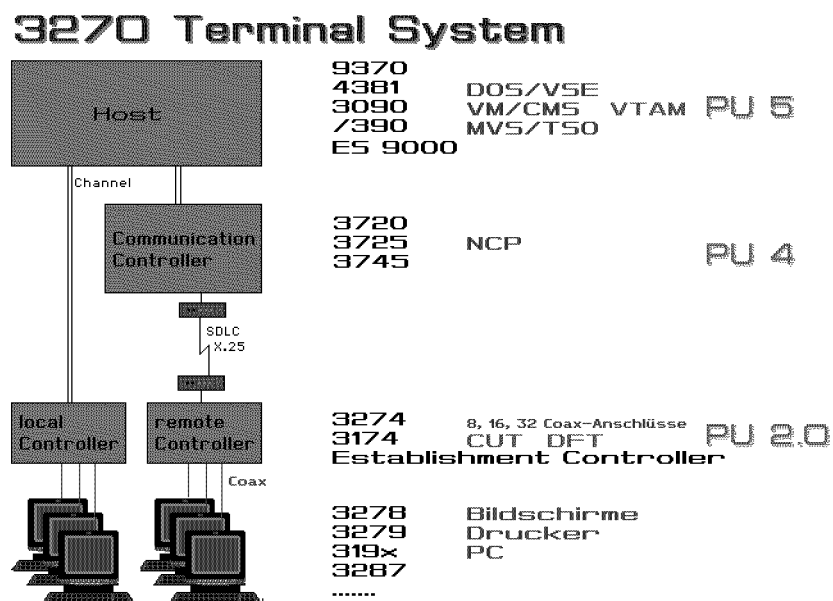 3270 Terminal System
Host
9370
4381 DOS/VSE
3090 VM/CMS VTAM PU 5
/390 MVS/TSO
ES 9000
Channel
Communication
Controller
3720
3725 NCP
3745 PU 4
SDLC
X.25
local
Controller
remote
Controller
3274 8, 16, 32 Coax-Anschlüsse
3174 CUT DFT PU 2.0
Establishment Controller
Coax
3278 Bildschirme
3279 Drucker
319x PC
3287
.......